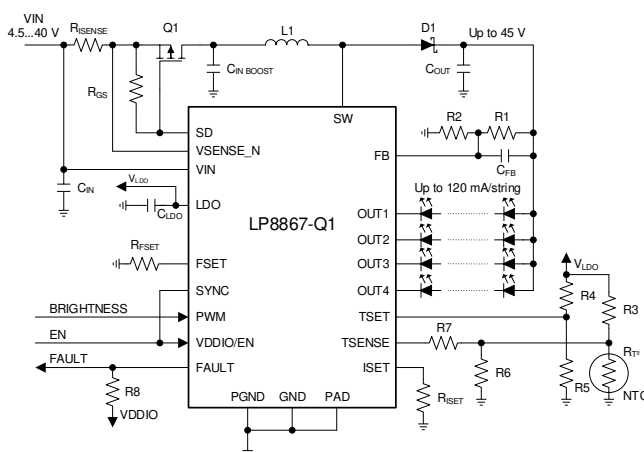 VIN
4.5...40 V
RISENSE
Q1
L1
D1
Up to 45 V
CIN BOOST
COUT
RGS
R2
R1
SW
SD
VSENSE_N
VIN
FB
CFB
CIN
VLDO
CLDO
LDO
Up to 120 mA/string
LP8867-Q1
OUT1
OUT2
OUT3
OUT4
RFSET
FSET
SYNC
VLDO
R4
R3
BRIGHTNESS
PWM
TSET
EN
VDDIO/EN
TSENSE
R7
RT°
FAULT
FAULT
ISET
R6
R5
NTC
R8
VDDIO
PGND
GND
PAD
RISET